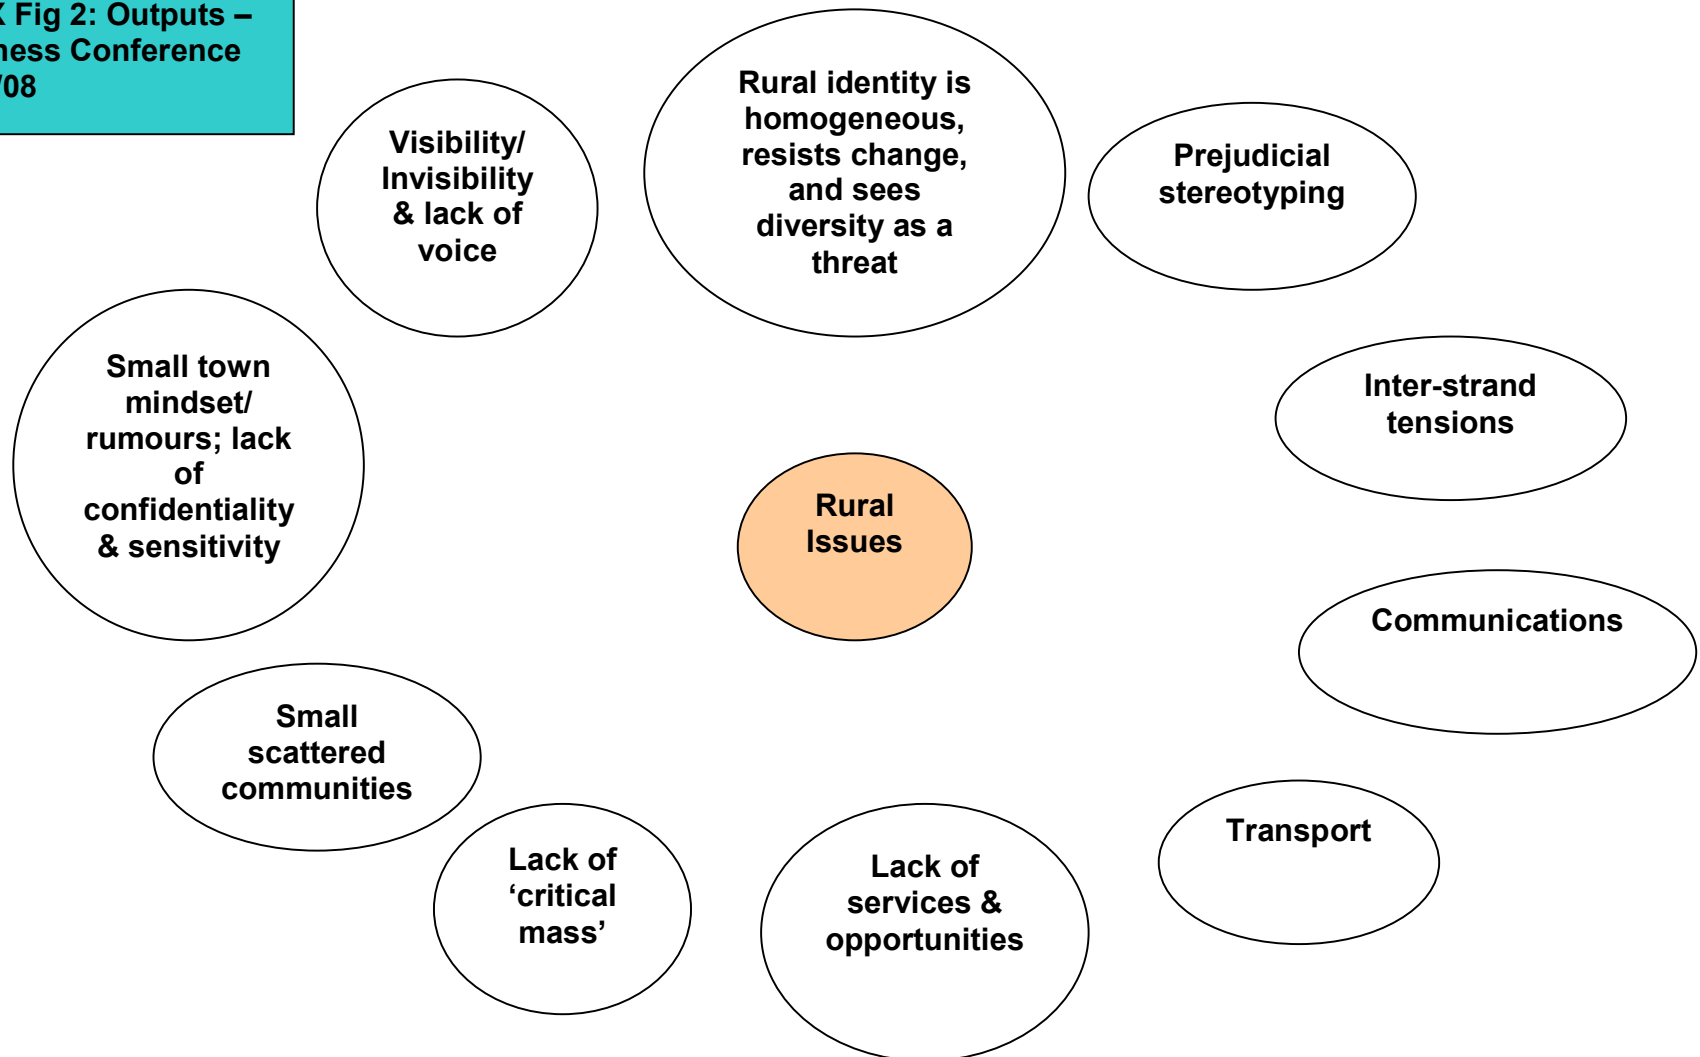 X Fig 2: Outputs –
ness Conference
/08
Rural identity is
homogeneous,
resists change,
and sees
diversity as a
threat
Visibility/
Invisibility
& lack of
voice
Prejudicial
stereotyping
Small town
mindset/
rumours; lack
of
confidentiality
& sensitivity
Inter-strand
tensions
Rural
Issues
Communications
Small
scattered
communities
Transport
Lack of
‘critical
mass’
Lack of
services &
opportunities